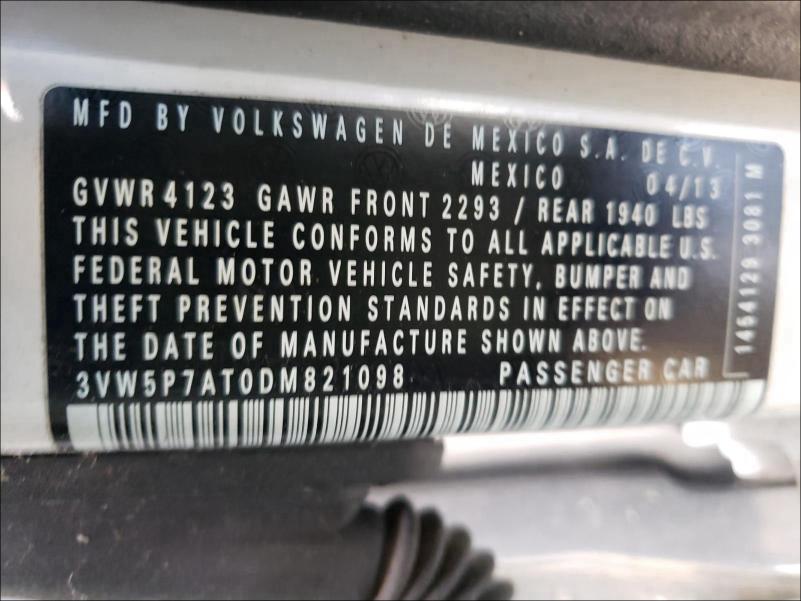 MFD BY VOLKSWAGEN DE MEXICO S.A. DE C.V.
MEXICO 04/13
GVWR 4123 GAWR FRONT 2293 / REAR 1940 LBS
THIS VEHICLE CONFORMS TO ALL APPLICABLE U.S.
FEDERAL MOTOR VEHICLE SAFETY, BUMPER AND
THEFT PREVENTION STANDARDS IN EFFECT ON
THE DATE OF MANUFACTURE SHOWN ABOVE.
3VW5P7AT0DM821098 PASSENGER CAR
1454129 3081 M